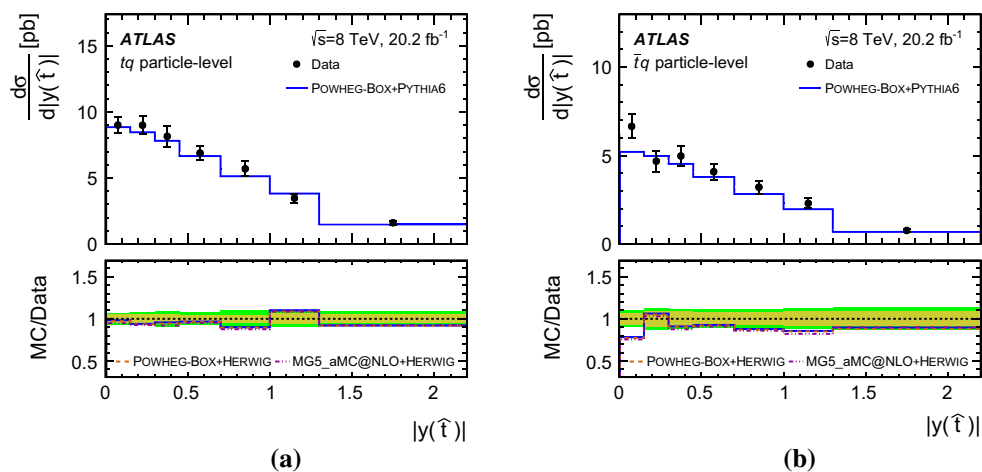 ATLAS √s=8 TeV, 20.2 fb⁻¹
tq particle-level
Data
POWHEG-BOX+PYTHIA6
dσ/d|y(t̂)| [pb]
15
10
5
0
MC/Data
1.5
1
0.5
POWHEG-BOX+HERWIG MG5_aMC@NLO+HERWIG
0 0.5 1 1.5 2
|y(t̂)|
(a)
ATLAS √s=8 TeV, 20.2 fb⁻¹
t̄q particle-level
Data
POWHEG-BOX+PYTHIA6
dσ/d|y(t̂)| [pb]
10
5
0
MC/Data
1.5
1
0.5
POWHEG-BOX+HERWIG MG5_aMC@NLO+HERWIG
0 0.5 1 1.5 2
|y(t̂)|
(b)